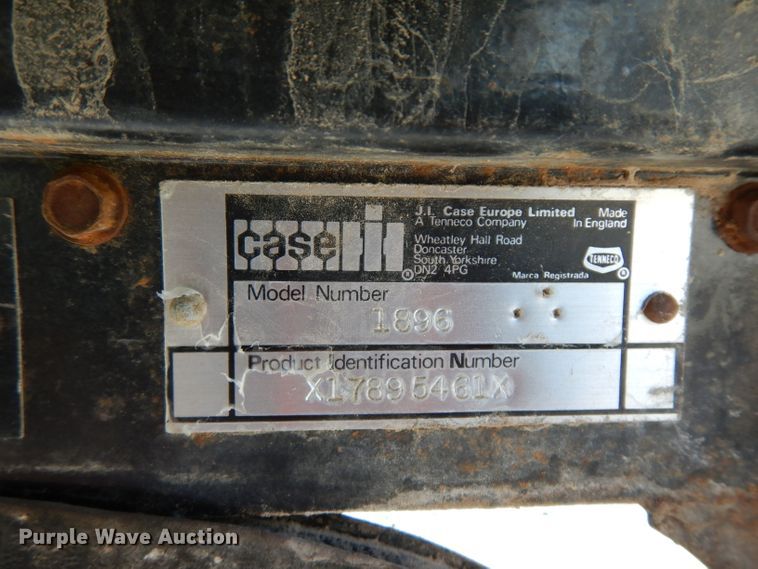 case IH
J.I. Case Europe Limited
A Tenneco Company
Made
In England
Wheatley Hall Road
Doncaster
South Yorkshire
DN2 4PG
TENNECO
Marca Registrada
Model Number
1896
Product Identification Number
X17895461X
Purple Wave Auction